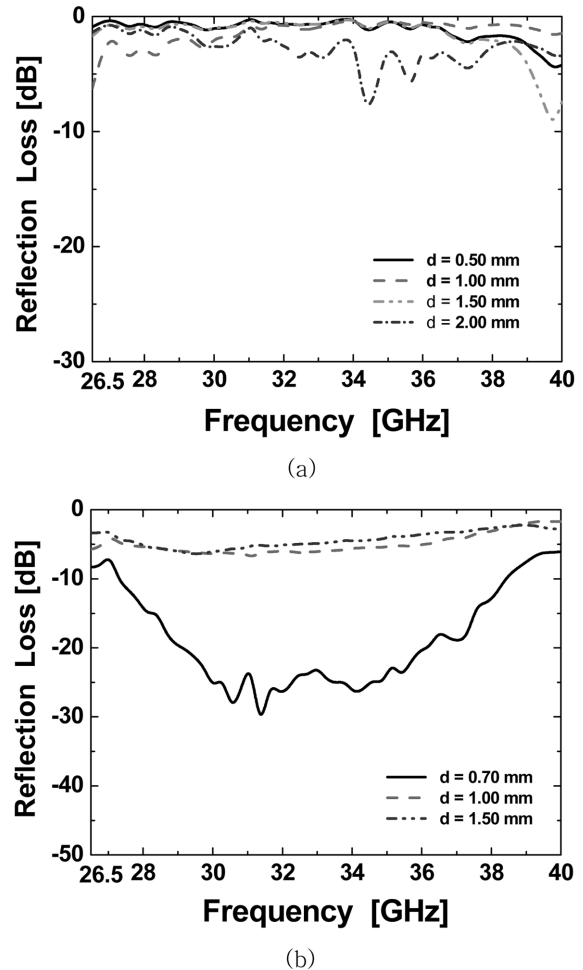 0
-10
-20
-30
Reflection Loss [dB]
d = 0.50 mm
d = 1.00 mm
d = 1.50 mm
d = 2.00 mm
26.5 28 30 32 34 36 38 40
Frequency [GHz]
(a)
0
-10
-20
-30
-40
-50
Reflection Loss [dB]
d = 0.70 mm
d = 1.00 mm
d = 1.50 mm
26.5 28 30 32 34 36 38 40
Frequency [GHz]
(b)